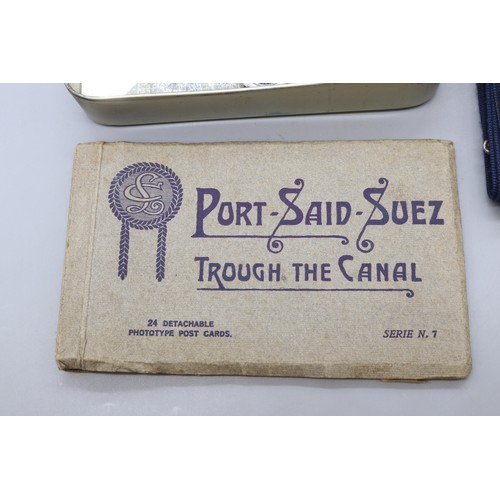 PORT-SAID-SUEZ
TROUGH THE CANAL
24 DETACHABLE
PHOTOTYPE POST CARDS.
SERIE N. 7